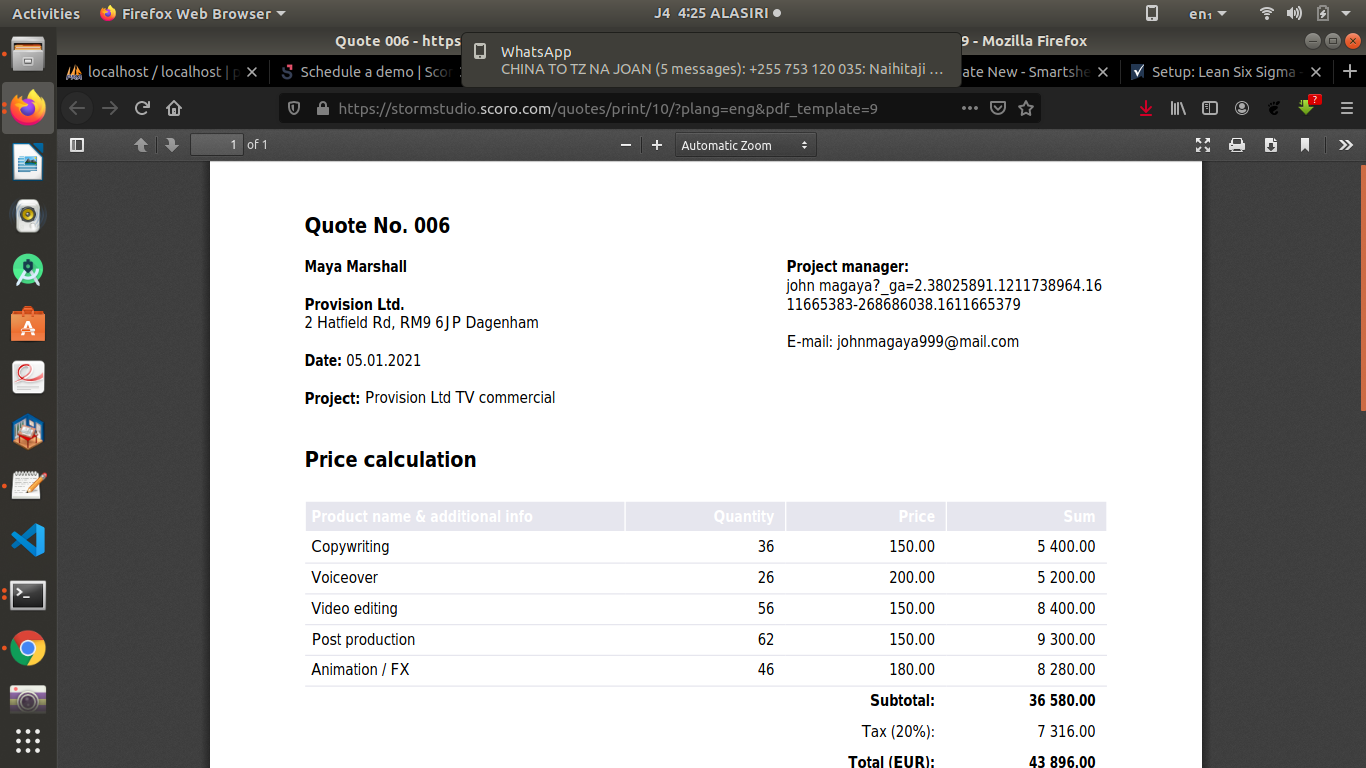 Activities Firefox Web Browser J4 4:25 ALASIRI en₁
Quote 006 - https 9 - Mozilla Firefox
WhatsApp
CHINA TO TZ NA JOAN (5 messages): +255 753 120 035: Naihitaji ...
localhost / localhost | p Schedule a demo | Scor ate New - Smartshe Setup: Lean Six Sigma -
https://stormstudio.scoro.com/quotes/print/10/?plang=eng&pdf_template=9
1 of 1 Automatic Zoom
Quote No. 006
Maya Marshall
Provision Ltd.
2 Hatfield Rd, RM9 6JP Dagenham
Date: 05.01.2021
Project: Provision Ltd TV commercial
Project manager:
john magaya?_ga=2.38025891.1211738964.16
11665383-268686038.1611665379
E-mail: johnmagaya999@mail.com
Price calculation
Product name & additional info Quantity Price Sum
Copywriting 36 150.00 5 400.00
Voiceover 26 200.00 5 200.00
Video editing 56 150.00 8 400.00
Post production 62 150.00 9 300.00
Animation / FX 46 180.00 8 280.00
Subtotal: 36 580.00
Tax (20%): 7 316.00
Total (EUR): 43 896.00